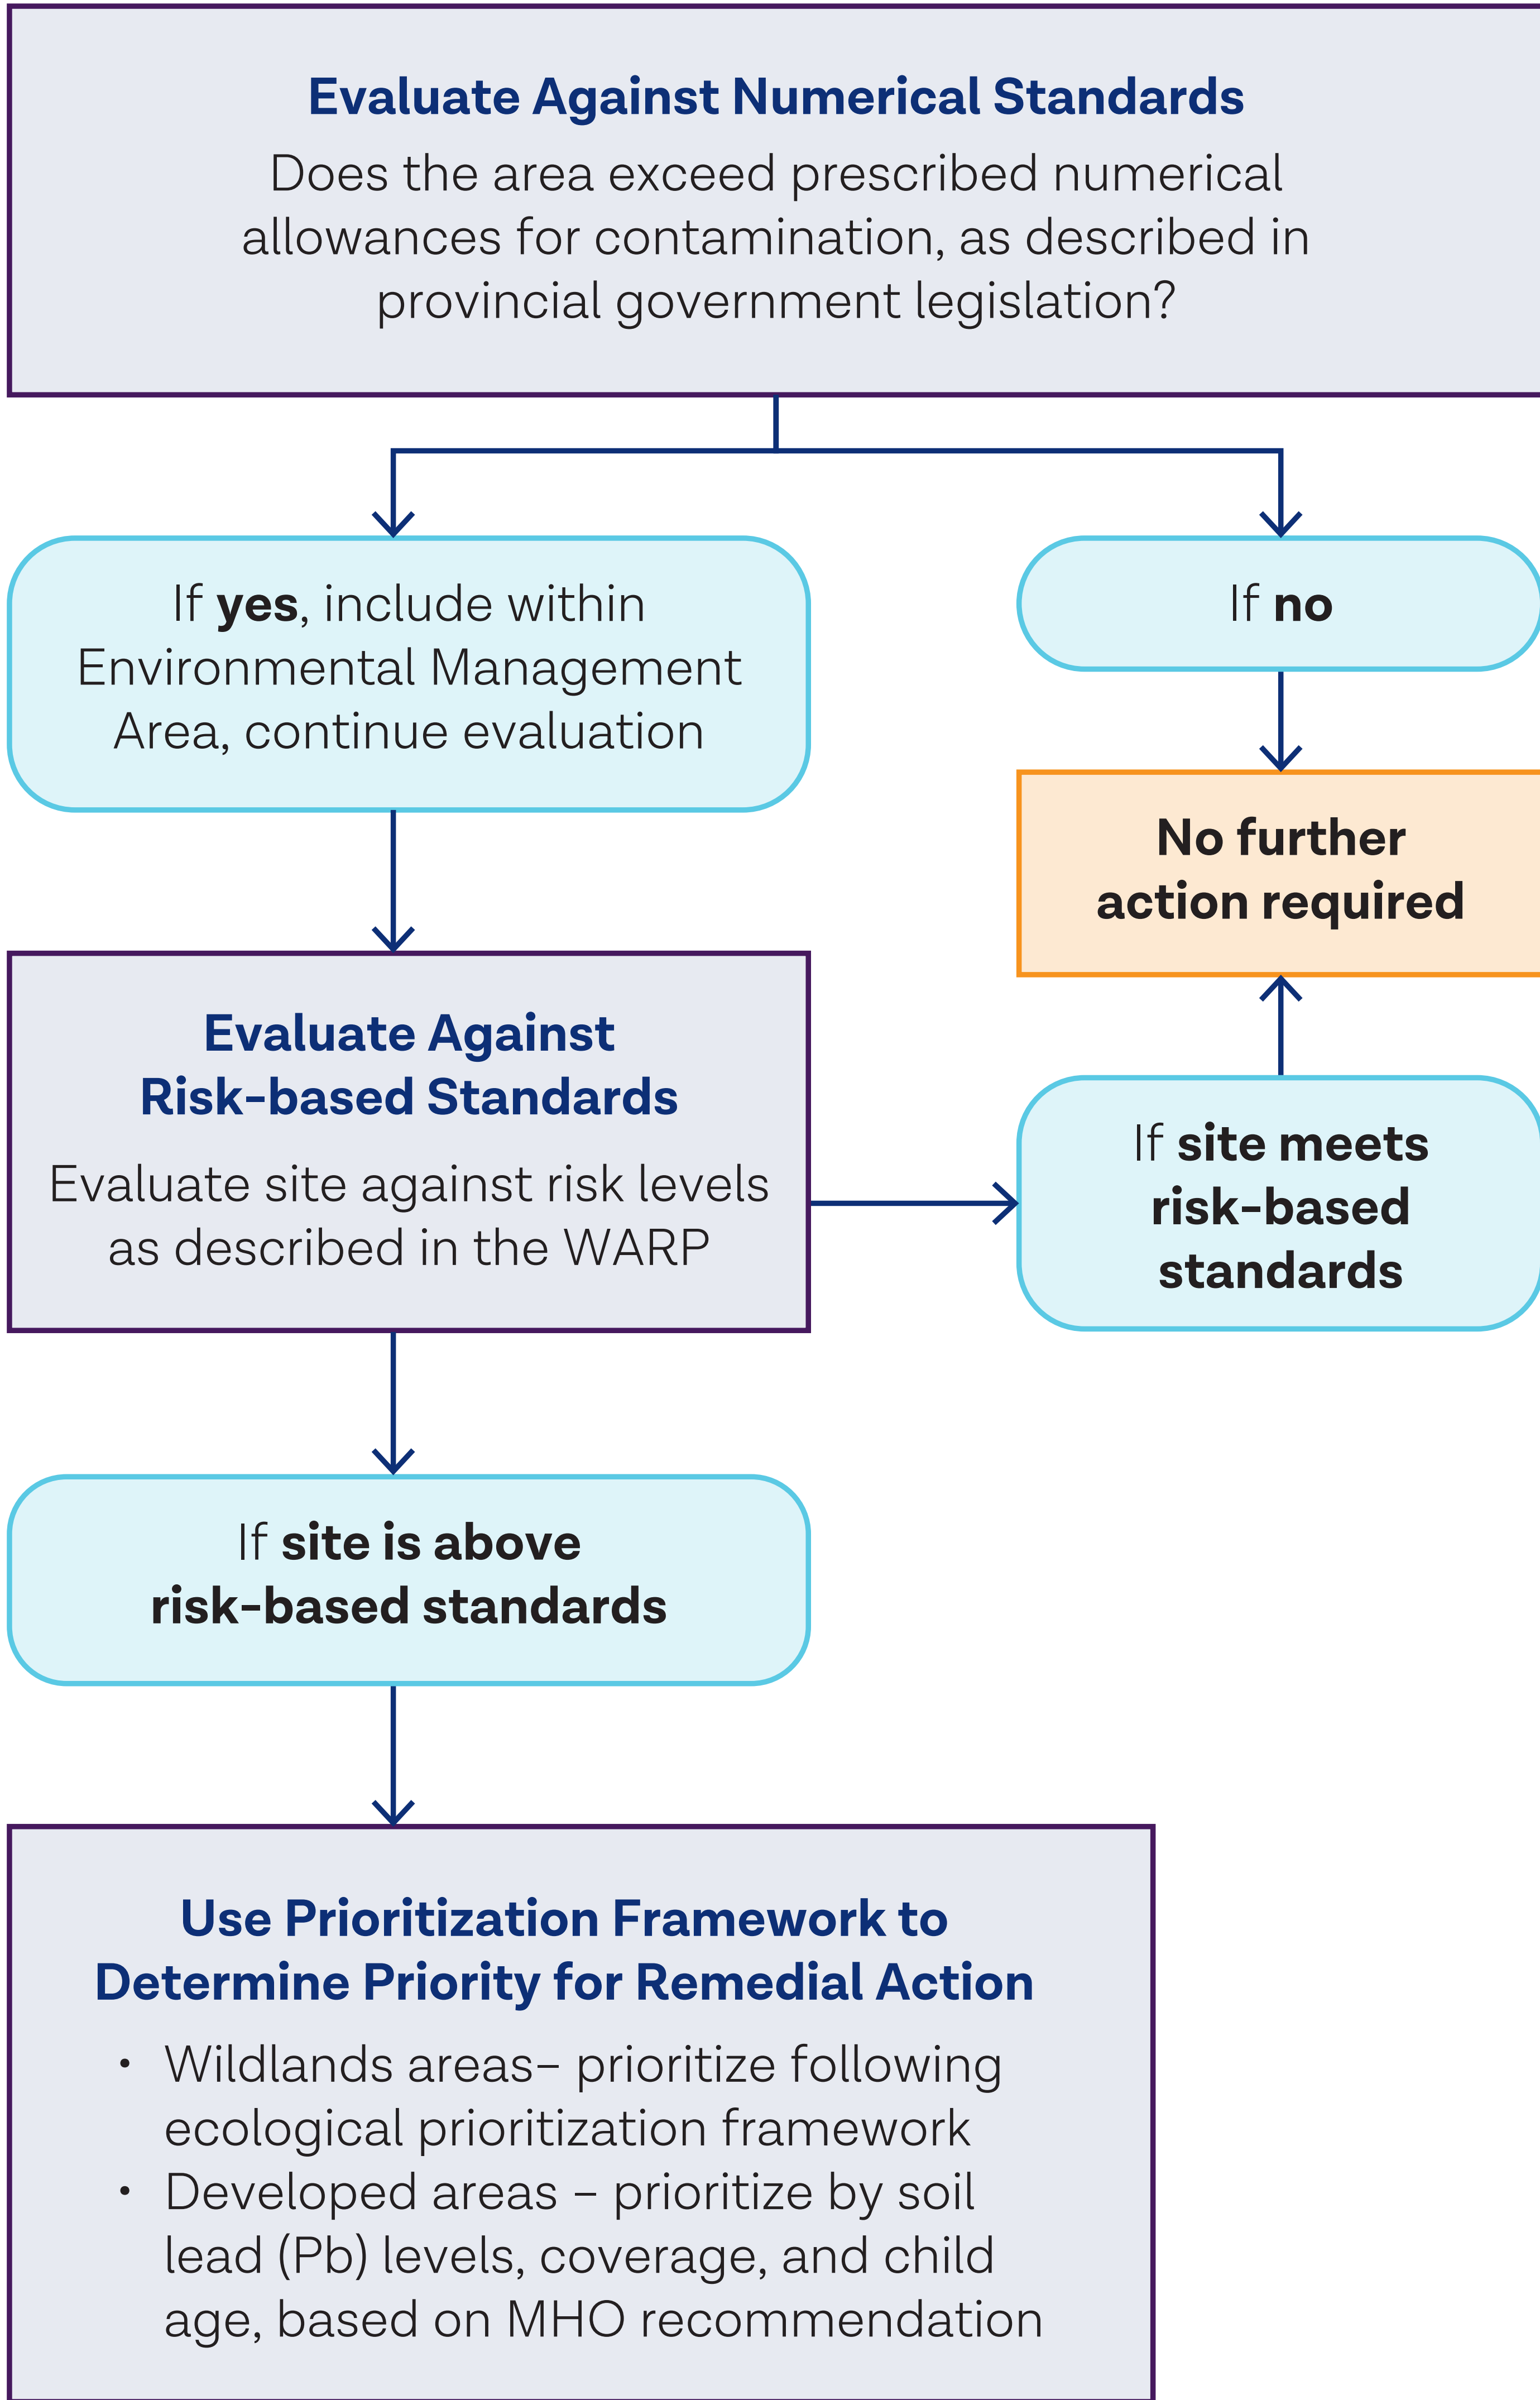 Evaluate Against Numerical Standards
Does the area exceed prescribed numerical
allowances for contamination, as described in
provincial government legislation?
If yes, include within
Environmental Management
Area, continue evaluation
If no
No further
action required
Evaluate Against
Risk-based Standards
Evaluate site against risk levels
as described in the WARP
If site meets
risk-based
standards
If site is above
risk-based standards
Use Prioritization Framework to
Determine Priority for Remedial Action
• Wildlands areas– prioritize following
ecological prioritization framework
• Developed areas – prioritize by soil
lead (Pb) levels, coverage, and child
age, based on MHO recommendation